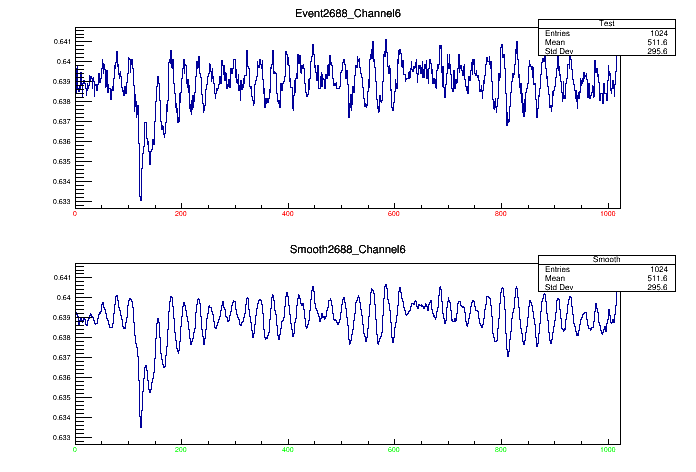 Event2688_Channel6
Test
Entries 1024
Mean 511.6
Std Dev 295.6
0.641
0.64
0.639
0.638
0.637
0.636
0.635
0.634
0.633
0 200 400 600 800 1000
Smooth2688_Channel6
Smooth
Entries 1024
Mean 511.6
Std Dev 295.6
0.641
0.64
0.639
0.638
0.637
0.636
0.635
0.634
0.633
0 200 400 600 800 1000